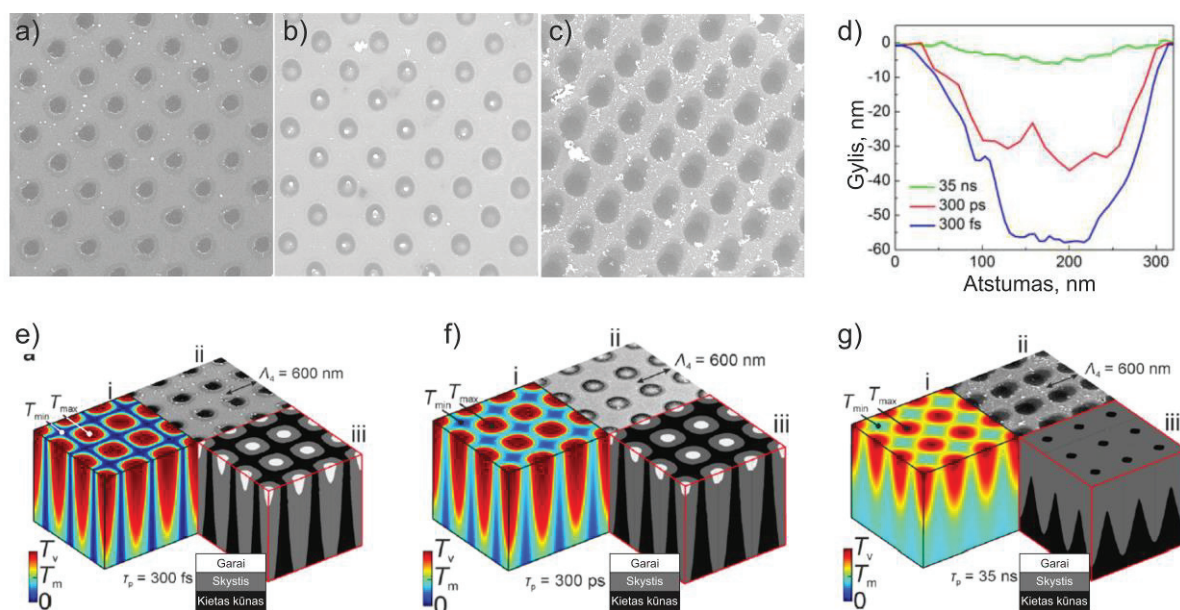 a)
b)
c)
d)
0
-10
-20
-30
-40
-50
-60
Gylis, nm
35 ns
300 ps
300 fs
0
100
200
300
Atstumas, nm
e)
i
ii
iii
Tmin
Tmax
Λ4 = 600 nm
Tv
Tm
0
τp = 300 fs
Garai
Skystis
Kietas kūnas
f)
i
ii
iii
Tmin
Tmax
Λ4 = 600 nm
Tv
Tm
0
τp = 300 ps
Garai
Skystis
Kietas kūnas
g)
i
ii
iii
Tmin
Tmax
Λ4 = 600 nm
Tv
Tm
0
τp = 35 ns
Garai
Skystis
Kietas kūnas